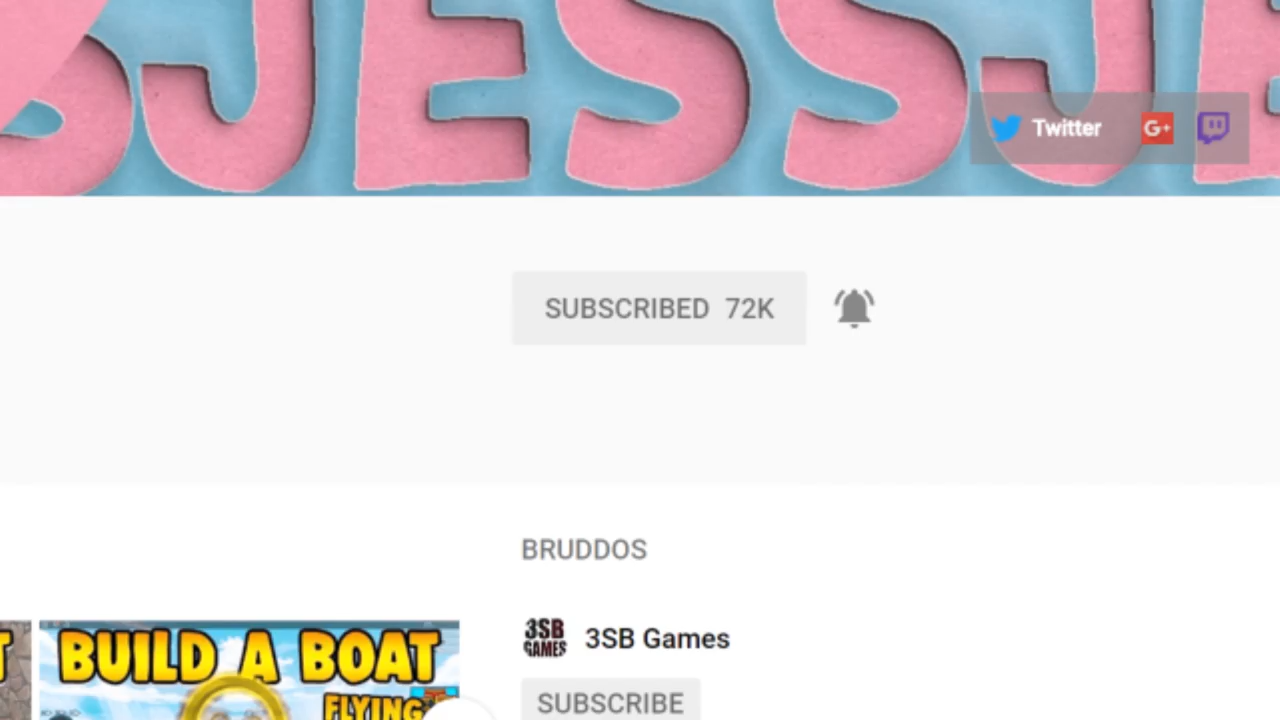 JESSJE
Twitter
G+
SUBSCRIBED 72K
BRUDDOS
3SB
GAMES
3SB Games
BUILD A BOAT
FLYING
SUBSCRIBE